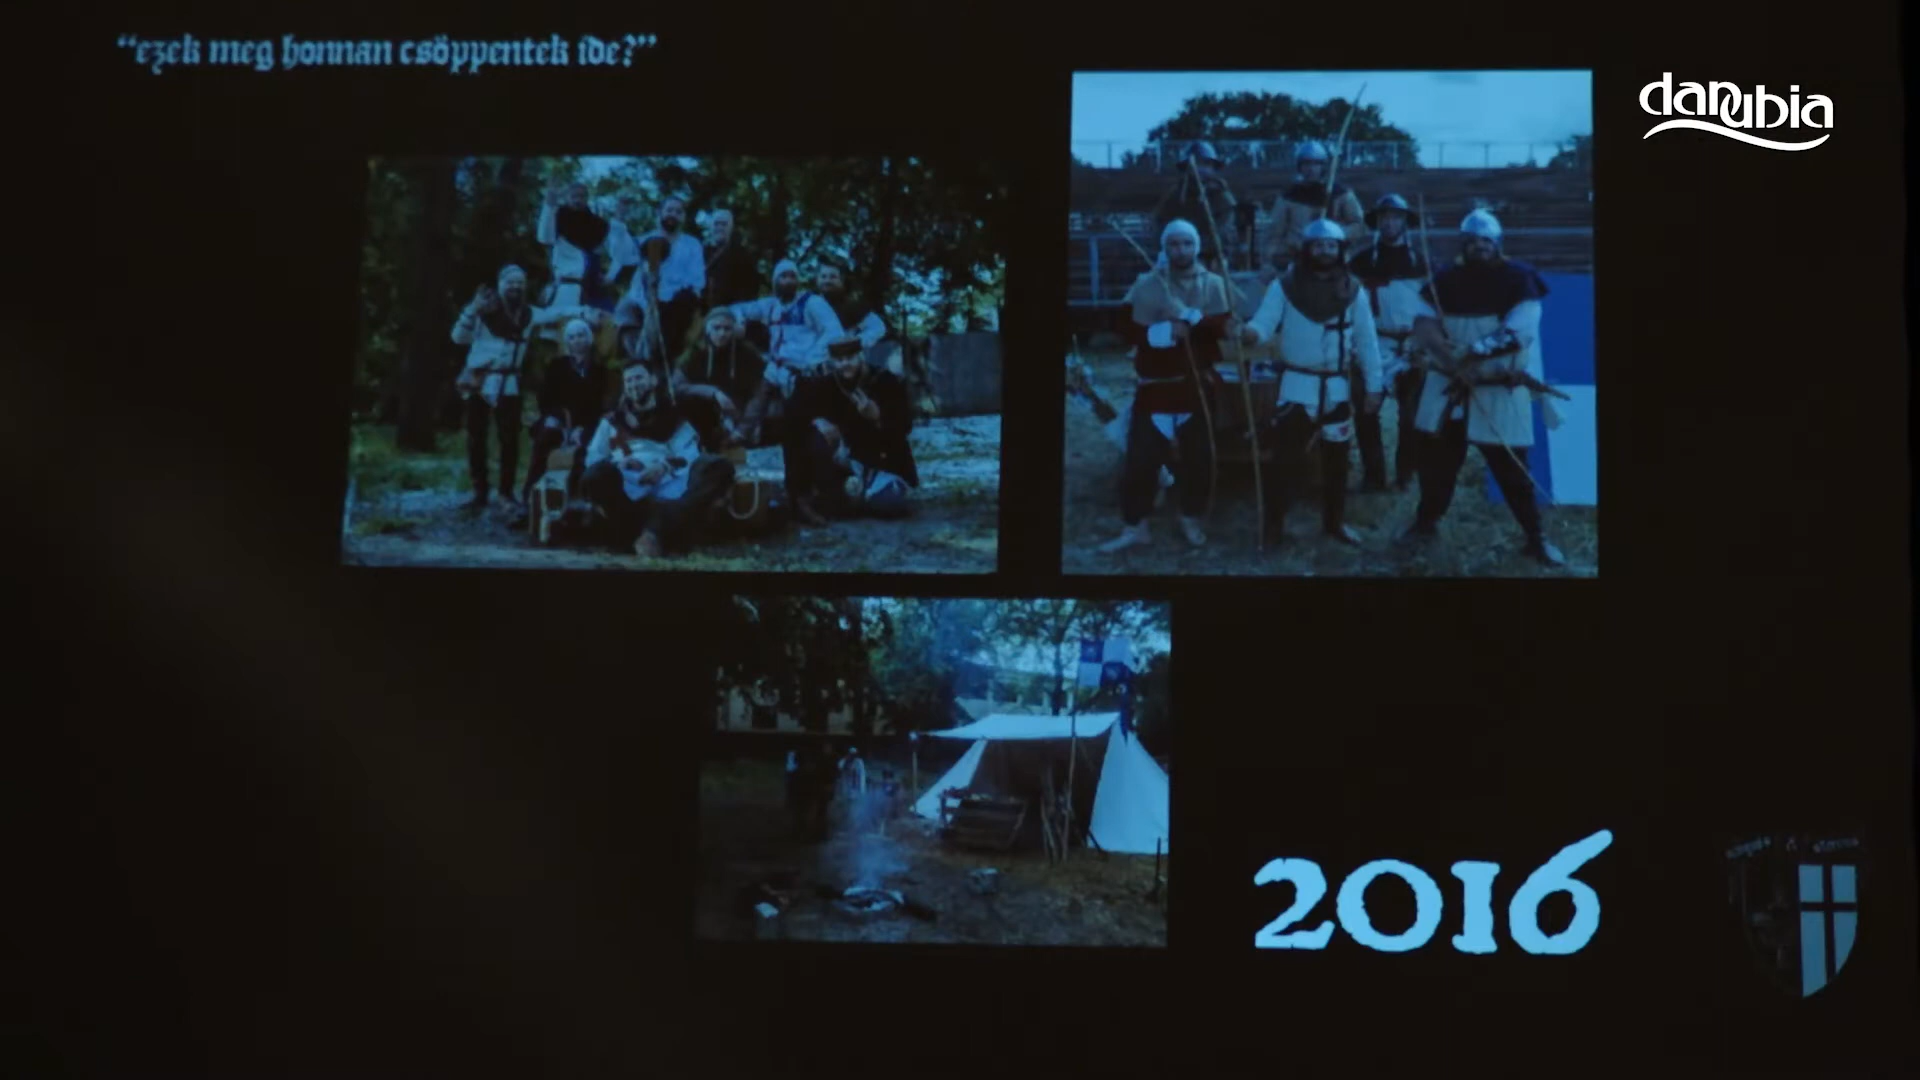 “ezek meg honnan csöppentek ide?”
danubia
2016